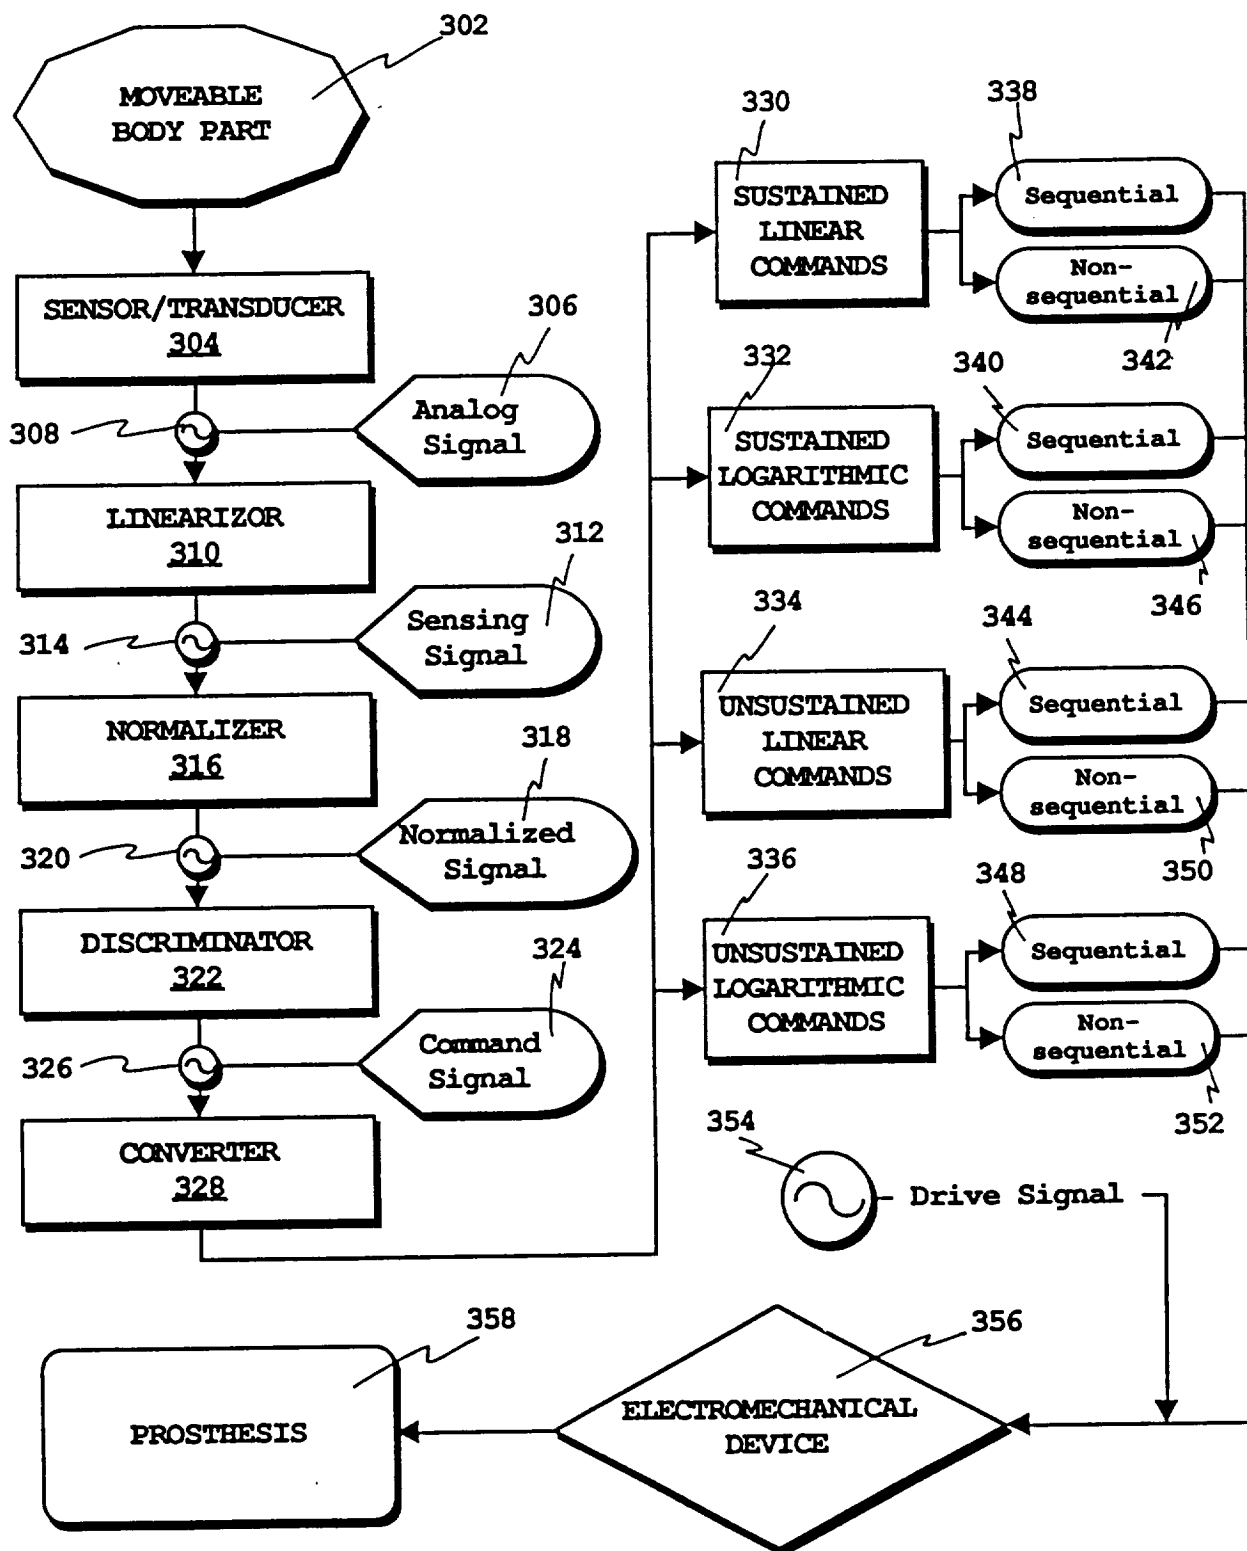 302
MOVEABLE
BODY PART
SENSOR/TRANSDUCER
304
306
Analog
Signal
308
LINEARIZOR
310
312
Sensing
Signal
314
NORMALIZER
316
318
Normalized
Signal
320
DISCRIMINATOR
322
324
Command
Signal
326
CONVERTER
328
330
SUSTAINED
LINEAR
COMMANDS
338
Sequential
Non-
sequential
342
332
SUSTAINED
LOGARITHMIC
COMMANDS
340
Sequential
Non-
sequential
346
334
UNSUSTAINED
LINEAR
COMMANDS
344
Sequential
Non-
sequential
350
336
UNSUSTAINED
LOGARITHMIC
COMMANDS
348
Sequential
Non-
sequential
352
354
Drive Signal
356
ELECTROMECHANICAL
DEVICE
358
PROSTHESIS